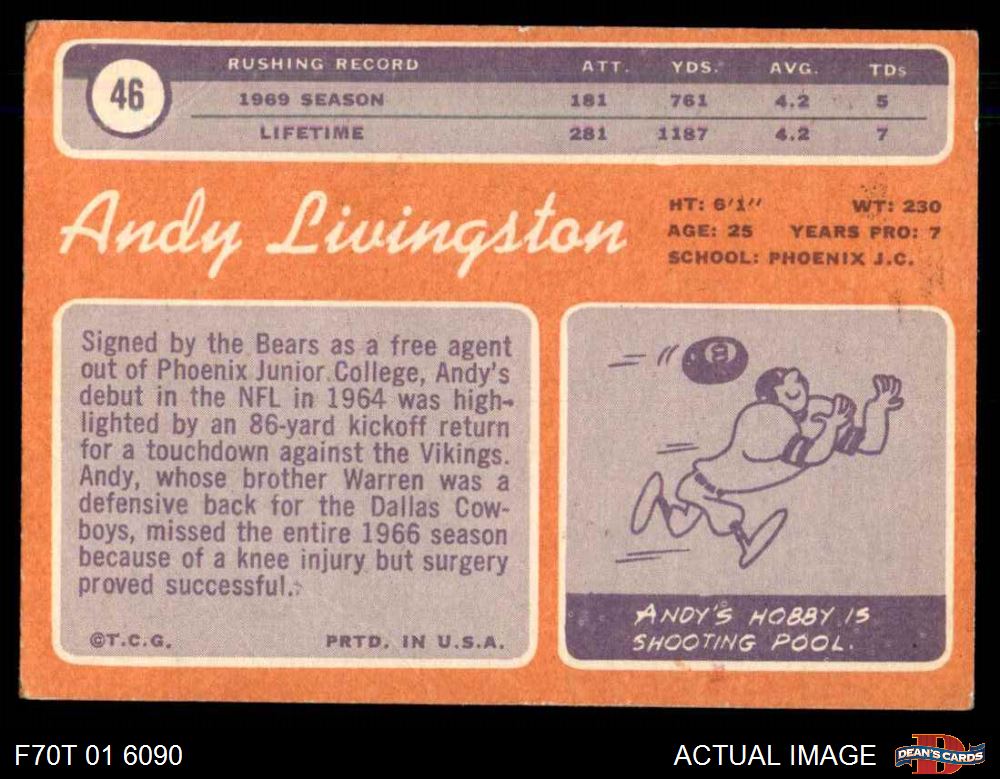 46
RUSHING RECORD ATT. YDS. AVG. TDs
1969 SEASON 181 761 4.2 5
LIFETIME 281 1187 4.2 7
Andy Livingston
HT: 6'1" WT: 230
AGE: 25 YEARS PRO: 7
SCHOOL: PHOENIX J.C.
Signed by the Bears as a free agent
out of Phoenix Junior College, Andy's
debut in the NFL in 1964 was high-
lighted by an 86-yard kickoff return
for a touchdown against the Vikings.
Andy, whose brother Warren was a
defensive back for the Dallas Cow-
boys, missed the entire 1966 season
because of a knee injury but surgery
proved successful.
©T.C.G. PRTD. IN U.S.A.
8
ANDY'S HOBBY IS
SHOOTING POOL.
F70T 01 6090
ACTUAL IMAGE
DEAN'S CARDS